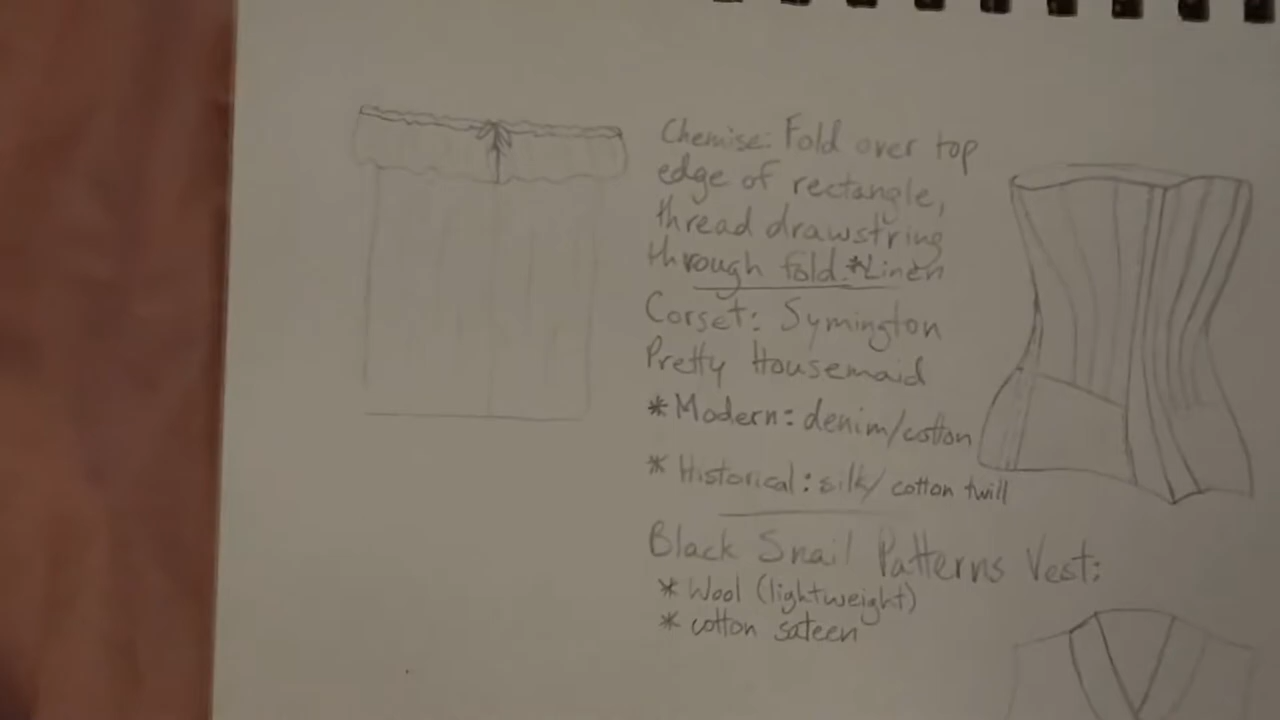 Chemise: Fold over top
edge of rectangle,
thread drawstring
through fold.*Linen
Corset: Symington
Pretty Housemaid
*Modern: denim/cotton
* Historical: silk/ cotton twill
Black Snail Patterns Vest:
* Wool (lightweight)
* cotton sateen